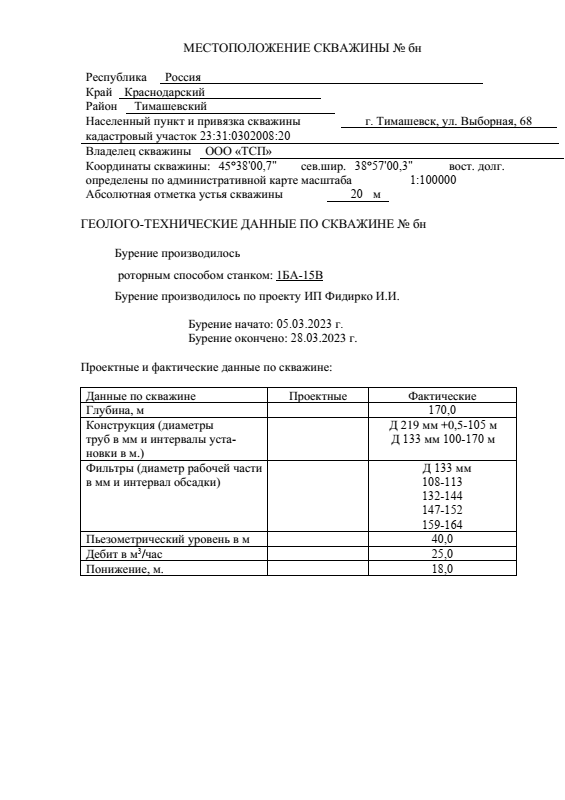 МЕСТОПОЛОЖЕНИЕ СКВАЖИНЫ № бн
Республика Россия
Край Краснодарский
Район Тимашевский
Населенный пункт и привязка скважины г. Тимашевск, ул. Выборная, 68
кадастровый участок 23:31:0302008:20
Владелец скважины ООО «ТСП»
Координаты скважины: 45°38'00,7" сев.шир. 38°57'00,3" вост. долг.
определены по административной карте масштаба 1:100000
Абсолютная отметка устья скважины 20 м
ГЕОЛОГО-ТЕХНИЧЕСКИЕ ДАННЫЕ ПО СКВАЖИНЕ № бн
Бурение производилось
роторным способом станком: 1БА-15В
Бурение производилось по проекту ИП Фидирко И.И.
Бурение начато: 05.03.2023 г.
Бурение окончено: 28.03.2023 г.
Проектные и фактические данные по скважине:
Данные по скважине Проектные Фактические
Глубина, м 170,0
Конструкция (диаметры Д 219 мм +0,5-105 м
труб в мм и интервалы уста- Д 133 мм 100-170 м
новки в м.)
Фильтры (диаметр рабочей части Д 133 мм
в мм и интервал обсадки) 108-113
132-144
147-152
159-164
Пьезометрический уровень в м 40,0
Дебит в м³/час 25,0
Понижение, м. 18,0